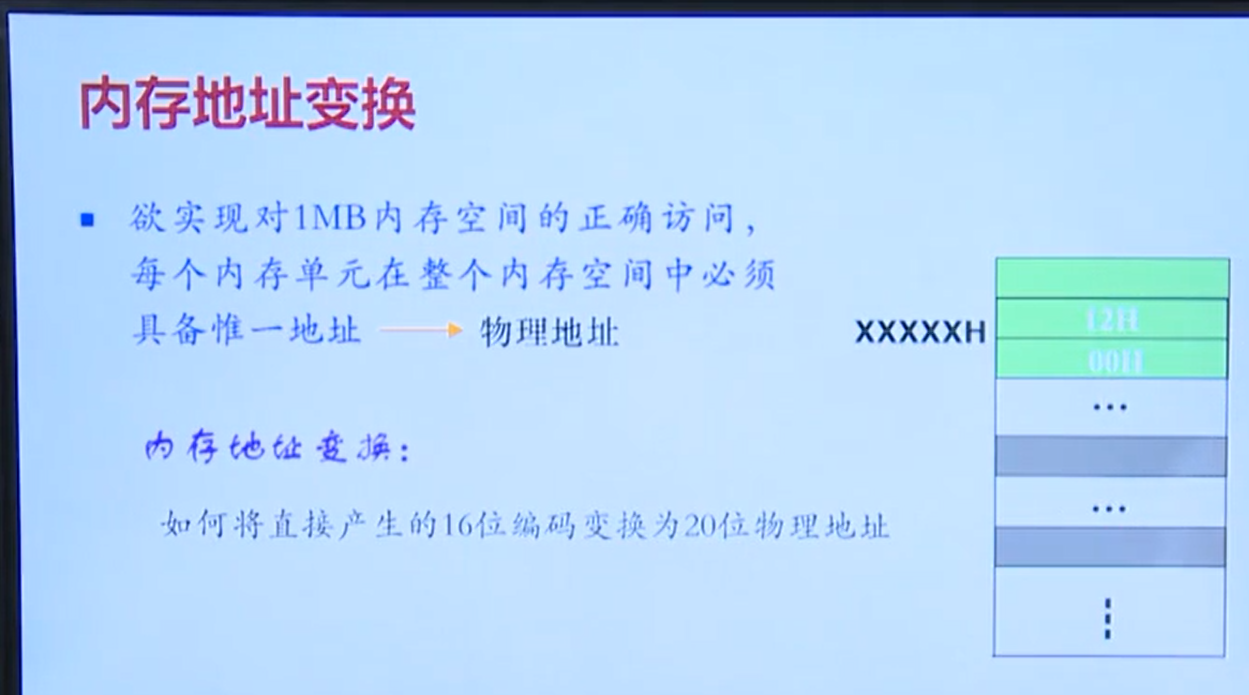 内存地址变换
欲实现对1MB内存空间的正确访问，
每个内存单元在整个内存空间中必须
具备惟一地址 → 物理地址
XXXXXH
12H
00H
...
...
内存地址变换：
如何将直接产生的16位编码变换为20位物理地址